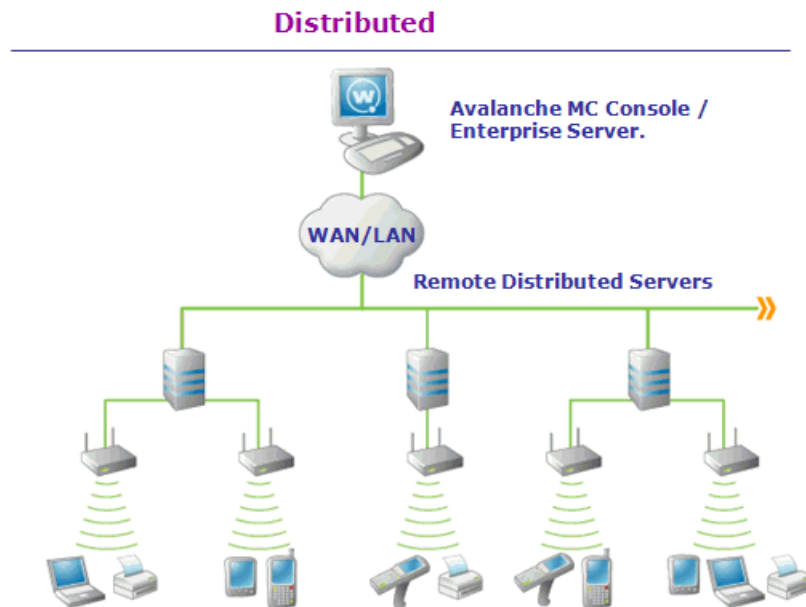 Distributed
W
Avalanche MC Console /
Enterprise Server.
WAN/LAN
Remote Distributed Servers